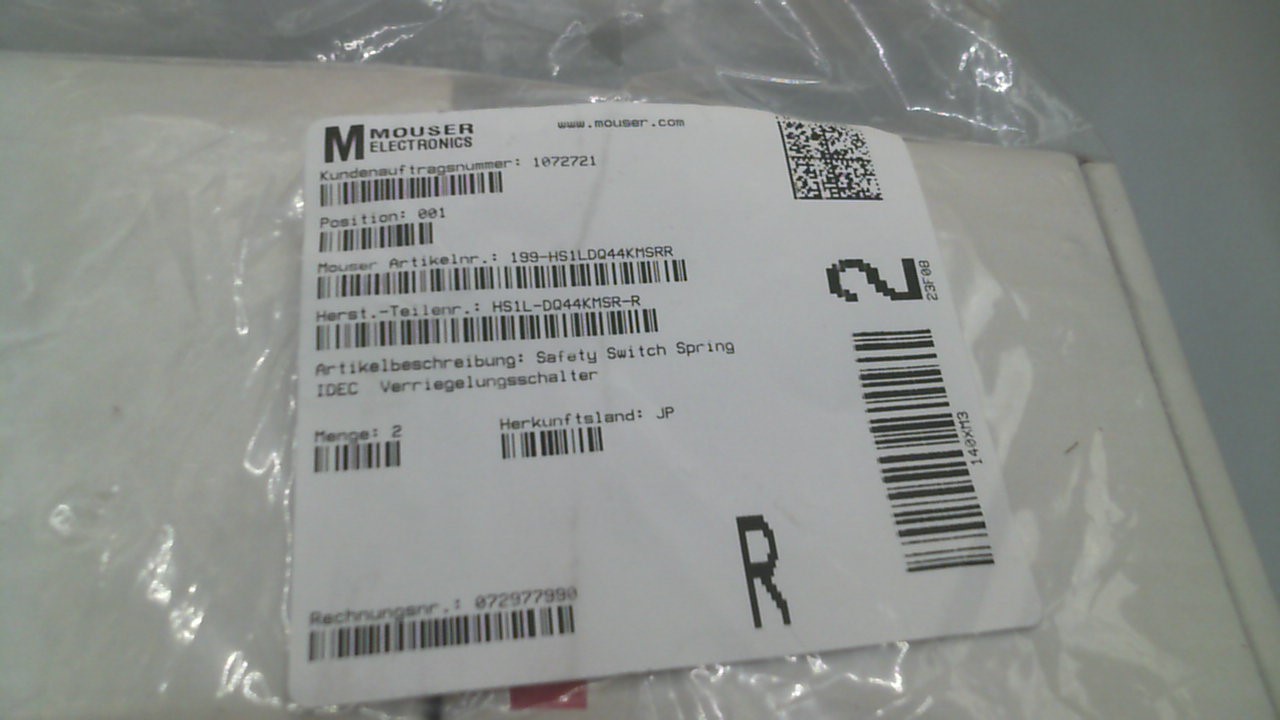 MOUSER
ELECTRONICS
www.mouser.com
Kundenauftragsnummer: 1072721
Position: 001
Mouser Artikelnr.: 199-HS1LDQ44KMSRR
Herst.-Teilenr.: HS1L-DQ44KMSR-R
Artikelbeschreibung: Safety Switch Spring
IDEC Verriegelungsschalter
Menge: 2
Herkunftsland: JP
Rechnungsnr.: 072977990
R
2
23F08
140XM3